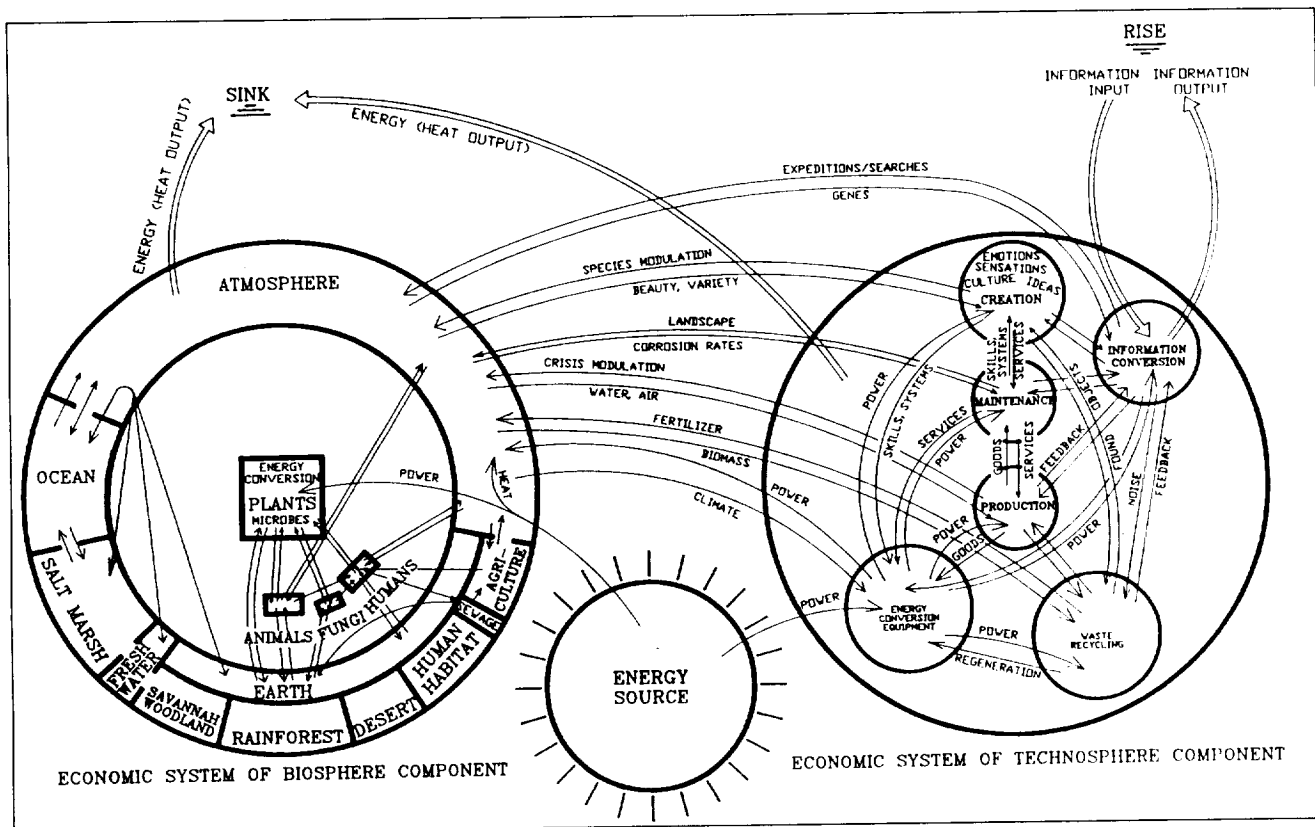 RISE
INFORMATION INPUT
INFORMATION OUTPUT
SINK
ENERGY (HEAT OUTPUT)
ENERGY (HEAT OUTPUT)
EXPEDITIONS/SEARCHES
GENES
SPECIES MODULATION
BEAUTY, VARIETY
LANDSCAPE
CORROSION RATES
CRISIS MODULATION
WATER, AIR
FERTILIZER
BIOMASS
CLIMATE
ATMOSPHERE
OCEAN
SALT MARSH
FRESH
WATER
SAVANNAH
WOODLAND
RAINFOREST
DESERT
HUMAN
HABITAT
SEWAGE
AGRI-
CULTURE
HEAT
EARTH
ENERGY
CONVERSION
PLANTS
MICROBES
ANIMALS
FUNGI
HUMANS
POWER
ENERGY
SOURCE
POWER
EMOTIONS
SENSATIONS
CULTURE IDEAS
CREATION
SKILLS,
SYSTEMS
SERVICES
MAINTENANCE
GOODS
SERVICES
PRODUCTION
INFORMATION
CONVERSION
OBJECTS
FOUND
NOISE
FEEDBACK
FEEDBACK
POWER
SKILLS, SYSTEMS
SERVICES
POWER
POWER
POWER
GOODS
POWER
ENERGY
CONVERSION
EQUIPMENT
POWER
REGENERATION
WASTE
RECYCLING
ECONOMIC SYSTEM OF BIOSPHERE COMPONENT
ECONOMIC SYSTEM OF TECHNOSPHERE COMPONENT